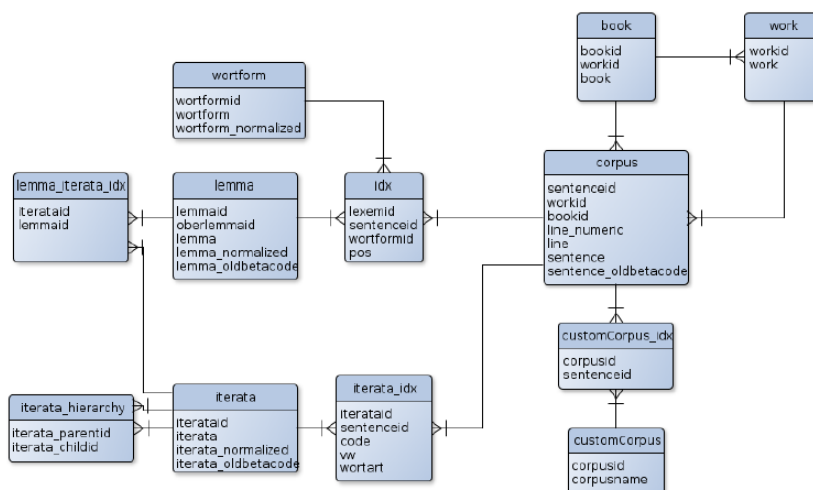 book
bookid
workid
book
work
workid
work
wortform
wortformid
wortform
wortform_normalized
corpus
sentenceid
workid
bookid
line_numeric
line
sentence
sentence_oldbetacode
lemma_iterata_idx
iterataid
lemmaid
lemma
lemmaid
oberlemmaid
lemma
lemma_normalized
lemma_oldbetacode
idx
lexemid
sentenceid
wortformid
pos
customCorpus_idx
corpusid
sentenceid
iterata_hierarchy
iterata_parentid
iterata_childid
iterata
iterataid
iterata
iterata_normalized
iterata_oldbetacode
iterata_idx
iterataid
sentenceid
code
vw
wortart
customCorpus
corpusid
corpusname